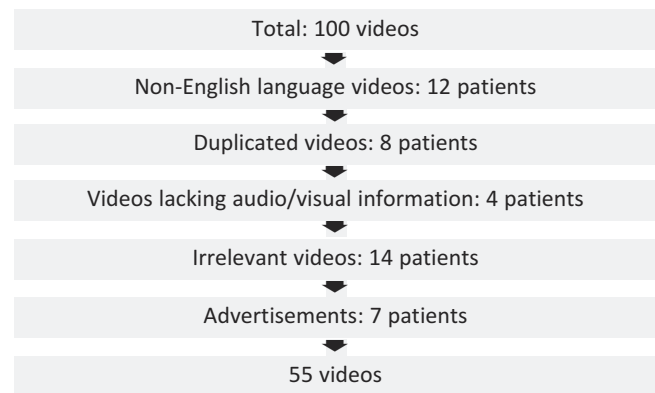 Total: 100 videos
Non-English language videos: 12 patients
Duplicated videos: 8 patients
Videos lacking audio/visual information: 4 patients
Irrelevant videos: 14 patients
Advertisements: 7 patients
55 videos